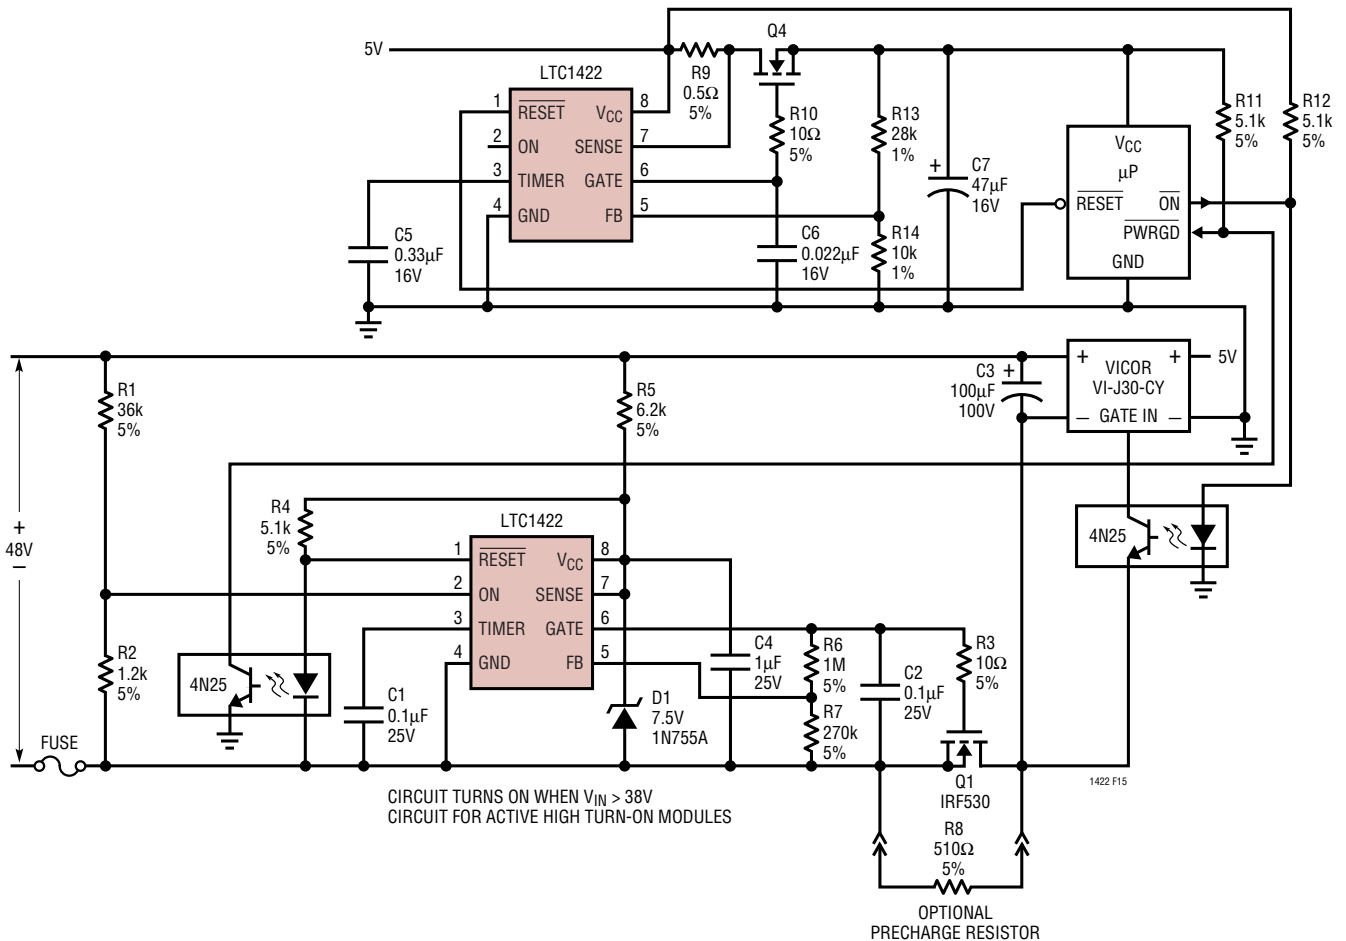 5V
Q4
LTC1422
R9
0.5Ω
5%
1
RESET
VCC
8
2
ON
SENSE
7
3
TIMER
GATE
6
4
GND
FB
5
R10
10Ω
5%
R13
28k
1%
C7
+
47µF
16V
VCC
µP
RESET
ON
PWRGD
GND
R11
5.1k
5%
R12
5.1k
5%
C5
0.33µF
16V
C6
0.022µF
16V
R14
10k
1%
R1
36k
5%
R5
6.2k
5%
C3
+
100µF
100V
+
+
VICOR
VI-J30-CY
–
GATE IN
–
5V
+
48V
–
R4
5.1k
5%
LTC1422
1
RESET
VCC
8
2
ON
SENSE
7
3
TIMER
GATE
6
4
GND
FB
5
4N25
R2
1.2k
5%
4N25
C1
0.1µF
25V
D1
7.5V
1N755A
C4
1µF
25V
R6
1M
5%
R7
270k
5%
C2
0.1µF
25V
R3
10Ω
5%
FUSE
Q1
IRF530
1422 F15
CIRCUIT TURNS ON WHEN VIN > 38V
CIRCUIT FOR ACTIVE HIGH TURN-ON MODULES
R8
510Ω
5%
OPTIONAL
PRECHARGE RESISTOR